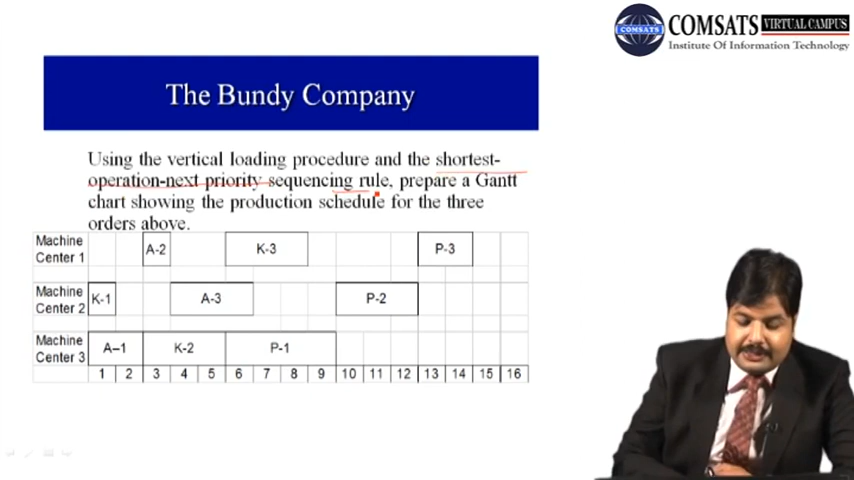 COMSATS VIRTUAL CAMPUS
COMSATS
Institute Of Information Technology
The Bundy Company
Using the vertical loading procedure and the shortest-
operation-next priority sequencing rule, prepare a Gantt
chart showing the production schedule for the three
orders above.
Machine
Center 1
A-2
K-3
P-3
Machine
Center 2
K-1
A-3
P-2
Machine
Center 3
A–1
K-2
P-1
1 2 3 4 5 6 7 8 9 10 11 12 13 14 15 16